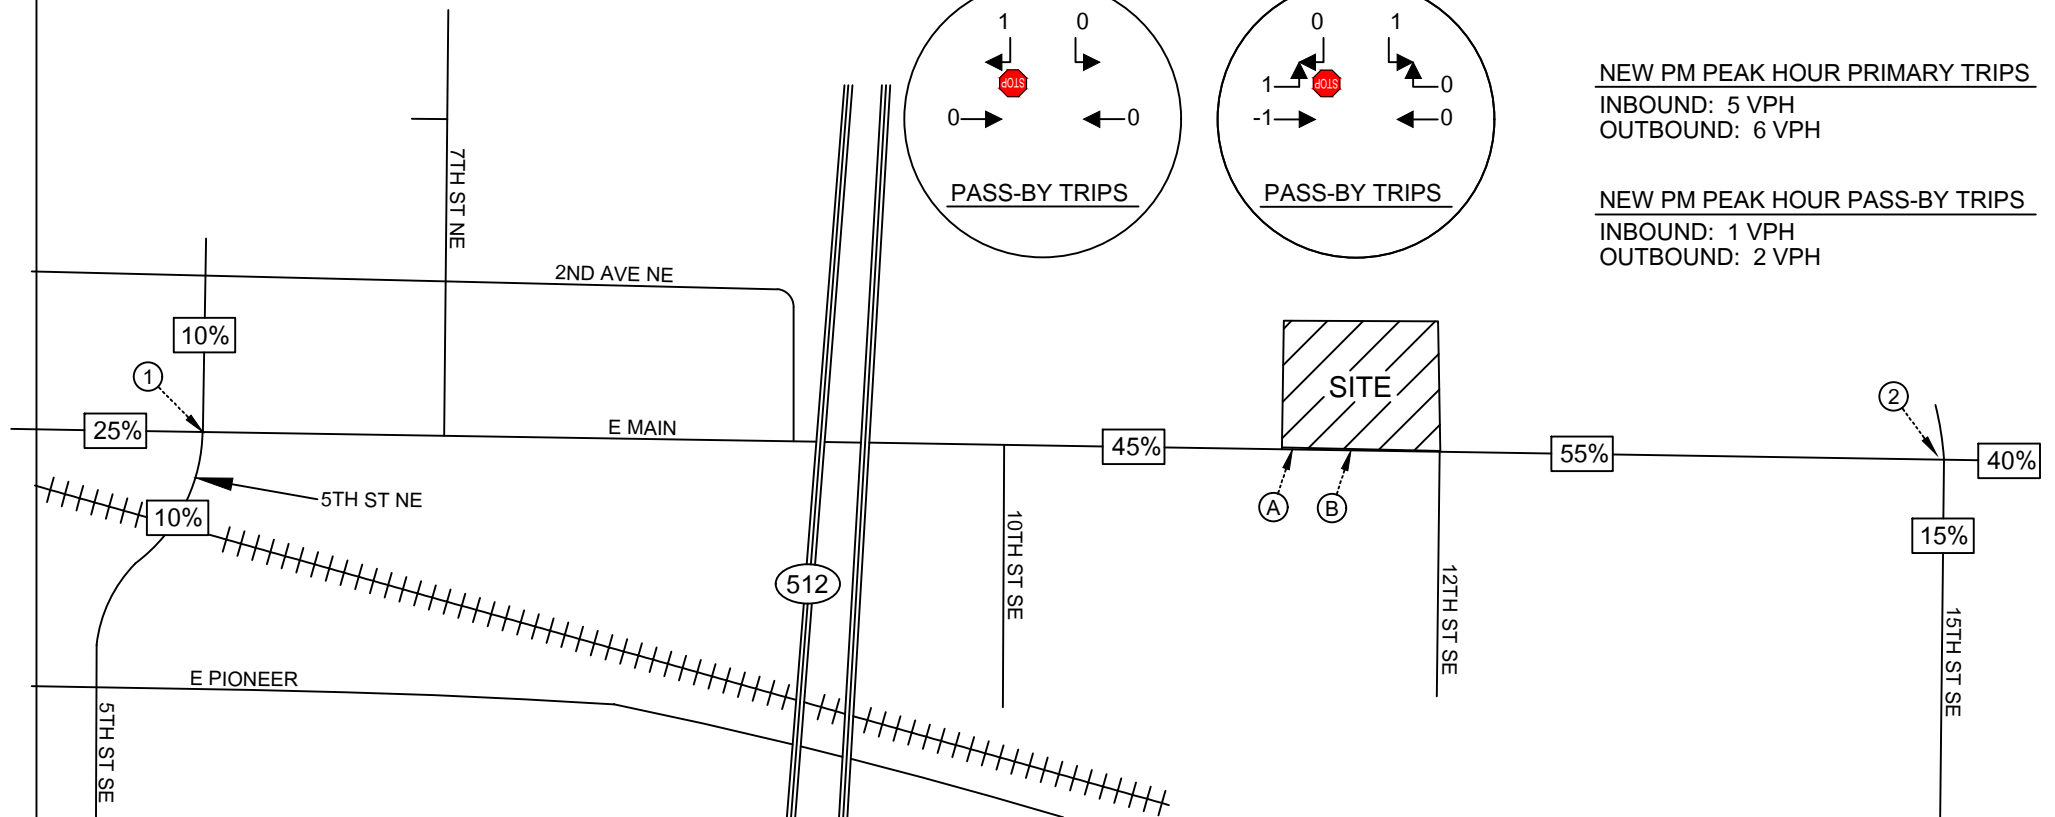 1 0
STOP
0 0
PASS-BY TRIPS
0 1
1 STOP 0
-1 0
PASS-BY TRIPS
NEW PM PEAK HOUR PRIMARY TRIPS
INBOUND: 5 VPH
OUTBOUND: 6 VPH
NEW PM PEAK HOUR PASS-BY TRIPS
INBOUND: 1 VPH
OUTBOUND: 2 VPH
7TH ST NE
2ND AVE NE
10%
1
25%
E MAIN
45%
SITE
55%
2
40%
5TH ST NE
10%
A
B
15%
10TH ST SE
512
12TH ST SE
15TH ST SE
E PIONEER
5TH ST SE